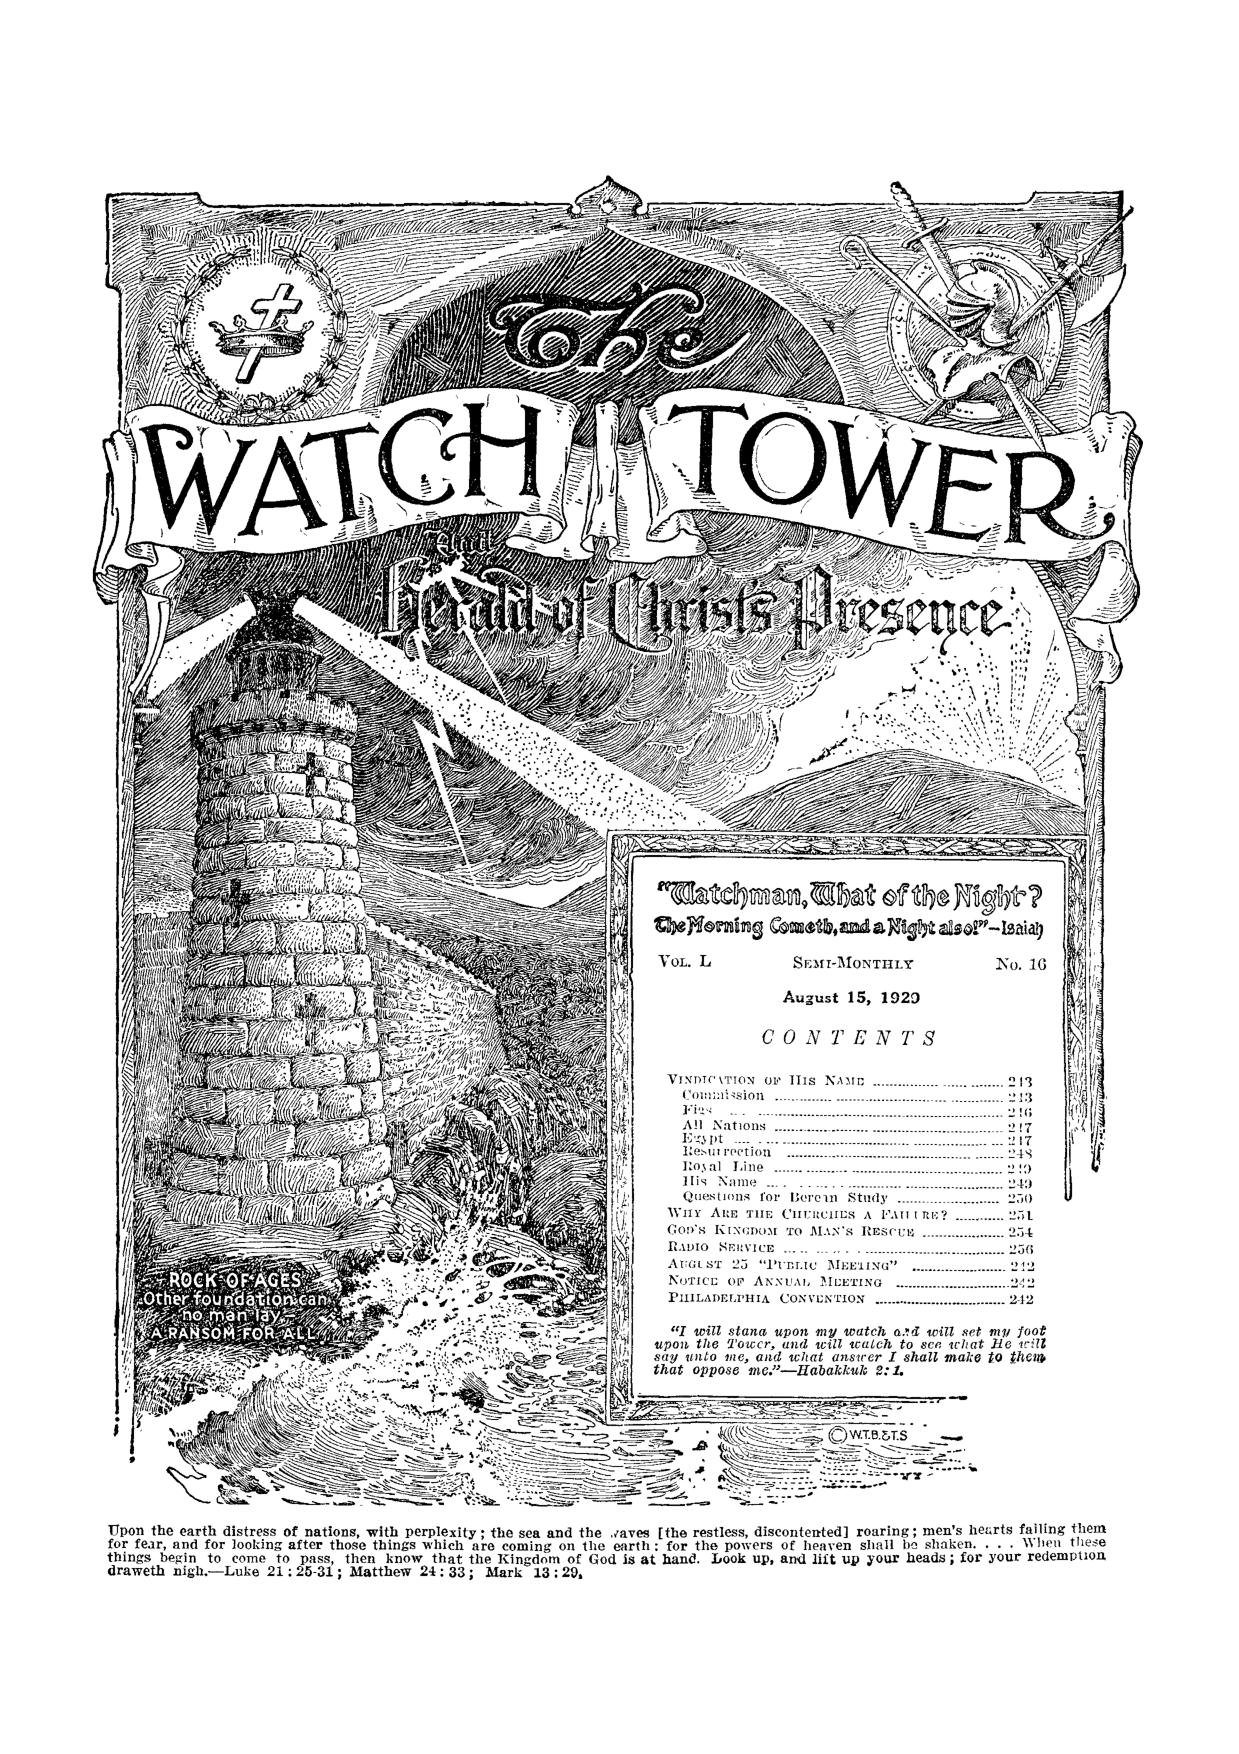 The
WATCH TOWER
And
Herald of Christ's Presence
"Watchman, What of the Night?
The Morning Cometh, and a Night also!"—Isaiah
VOL. L SEMI-MONTHLY No. 16
August 15, 1929
CONTENTS
VINDICATION OF HIS NAME 243
Commission 243
Figs 246
All Nations 247
Egypt 247
Resurrection 248
Royal Line 249
His Name 249
Questions for Berean Study 250
WHY ARE THE CHURCHES A FAILURE? 251
GOD'S KINGDOM TO MAN'S RESCUE 254
RADIO SERVICE 256
AUGUST 25 "PUBLIC MEETING" 242
NOTICE OF ANNUAL MEETING 242
PHILADELPHIA CONVENTION 242
"I will stand upon my watch and will set my foot
upon the Tower, and will watch to see what He will
say unto me, and what answer I shall make to them
that oppose me."—Habakkuk 2:1.
ROCK OF AGES
Other foundation can
no man lay—
A RANSOM FOR ALL
© W.T.B.&T.S
Upon the earth distress of nations, with perplexity; the sea and the waves [the restless, discontented] roaring; men's hearts failing them
for fear, and for looking after those things which are coming on the earth: for the powers of heaven shall be shaken. . . . When these
things begin to come to pass, then know that the Kingdom of God is at hand. Look up, and lift up your heads; for your redemption
draweth nigh.—Luke 21:25-31; Matthew 24:33; Mark 13:29.